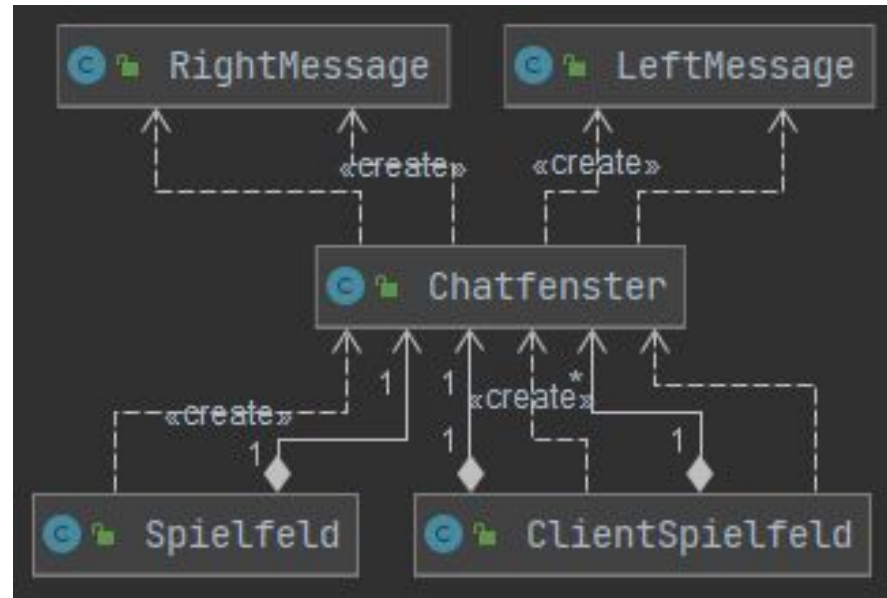 C RightMessage
C LeftMessage
«create»
«create»
C Chatfenster
1
1
*
«create»
«create»
1
1
1
C Spielfeld
C ClientSpielfeld